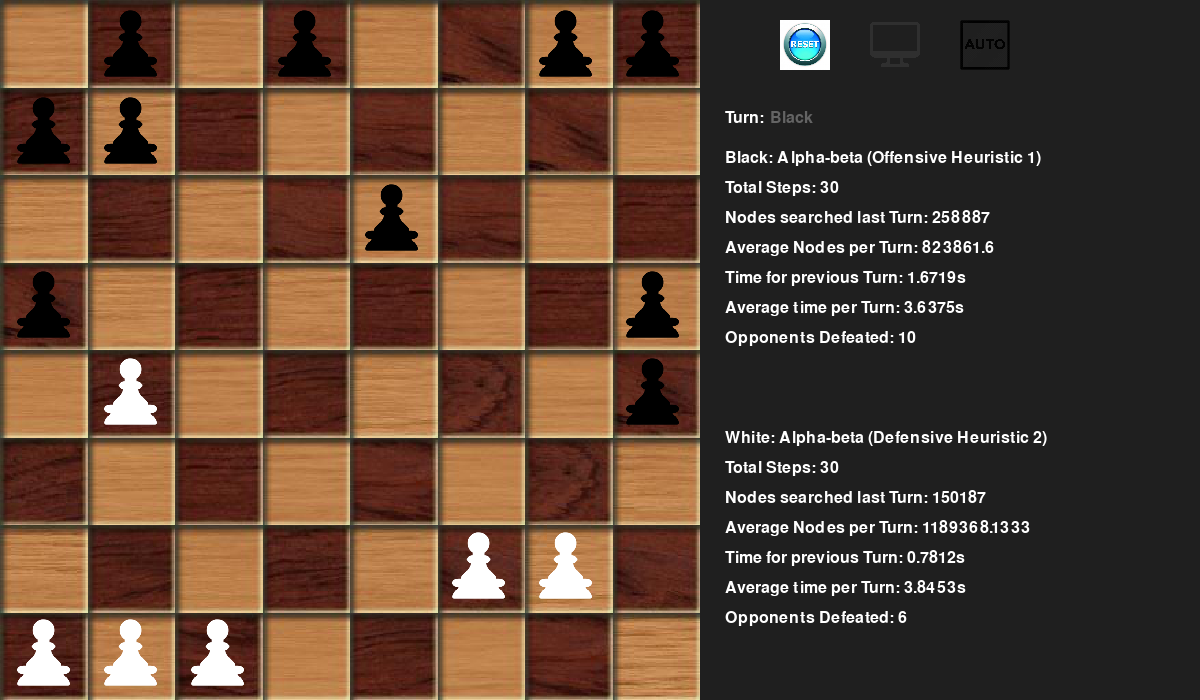 RESET
AUTO
Turn: Black
Black: Alpha-beta (Offensive Heuristic 1)
Total Steps: 30
Nodes searched last Turn: 258887
Average Nodes per Turn: 823861.6
Time for previous Turn: 1.6719s
Average time per Turn: 3.6375s
Opponents Defeated: 10
White: Alpha-beta (Defensive Heuristic 2)
Total Steps: 30
Nodes searched last Turn: 150187
Average Nodes per Turn: 1189368.1333
Time for previous Turn: 0.7812s
Average time per Turn: 3.8453s
Opponents Defeated: 6